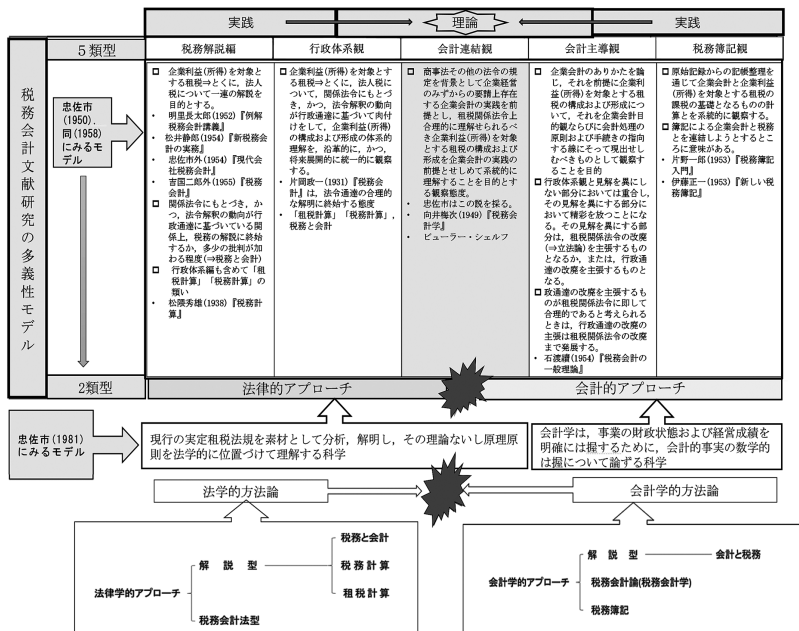 実践
理論
実践
税務会計文献研究の多義性モデル
5類型
税務解説編
行政体系観
会計連結観
会計主導観
税務簿記観
忠佐市
(1950)，
同(1958)
にみるモ
デル
□ 企業利益(所得)を対象と
する租税⇒とくに，法人
税について一連の解説を
目的とする。
・ 明里長太郎(1952)『例解
税務会計講義』
・ 松井静郎(1954)『新税務会
計の実務』
・ 忠佐市外(1954)『現代会
社税務会計』
・ 吉国二郎外(1955)『税務
会計』
□ 関係法令にもとづき，か
つ，法令解釈の動向が行
政通達に基づいている関
係上，税務の解説に終始
するか，多少の批判が加
わる程度(⇒税務と会計)
□ 行政体系編も含めて「租
税計算」「税務計算」の
類い
・ 松隈秀雄(1938)『税務計
算』
□ 企業利益(所得)を対象とす
る租税⇒とくに，法人税に
ついて，関係法令にもとづ
き，かつ，法令解釈の動向
が行政通達に基づいて肉付
けをして，企業利益(所得)
の構成および形成の体系的
理解を，沿革的に，かつ，
将来展開的に統一的に観察
する。
・ 片岡政一(1931)『税務会
計』は，法令通達の合理的
な解明に終始する態度
・ 「租税計算」「税務計算」，
税務と会計
□ 商事法その他の法令の規
定を背景として企業経営
のみずからの要請上存在す
る企業会計の実践を前
提とし，租税関係法令上合
理的に理解せられるべ
き企業利益(所得)を対象
とする租税の構成および
形成を企業会計の実践の
前提とせしめて系統的に
理解することを目的とす
る観察態度。
・ 忠佐市はこの説を採る。
・ 向井梅次(1949)『税務会
計学』
・ ビューラー・シェルフ
□ 企業会計のありかたを論
じ，それを前提に企業利
益(所得)を対象とする租税
の構成および形成につい
て，それを企業会計目
的観ならびに会計処理の
原則および手続きの指向
する線にそって現出せし
むべきものとして観察す
ることを目的
□ 行政体系観と見解を異にしな
い部分においては重合し，
その見解を異にする部分に
おいて精彩を放つことにな
る。その見解を異にする部
分は，租税関係法令の改廃
(⇒立法論)を主張するもの
となるか，または，行政通
達の改廃を主張するものと
なる。
□ 政通達の改廃を主張するも
のが租税関係法令に即して
合理的であると考えられる
ときは，行政通達の改廃の
主張は租税関係法令の改廃
まで発展する。
・ 石渡續(1954)『税務会計の
一般理論』
□ 原始記録からの記帳整理を
通じて企業会計と企業利益
(所得)を対象とする租税の
課税の基礎となるものの計
算とを系統的に観察する。
□ 簿記による企業会計と税務
とを連結しようとするとこ
ろに意味がある。
・ 片野一郎(1953)『税務簿記
入門』
・ 伊藤正一(1953)『新しい税
務簿記』
2類型
法律的アプローチ
会計的アプローチ
忠佐市(1981)
にみるモデル
現行の実定租税法規を素材として分析，解明し，その理論ないし原理原
則を法学的に位置づけて理解する科学
会計学は，事業の財政状態および経営成績を
明確には握するために，会計的事実の数学的
は握について論ずる科学
法学的方法論
会計学的方法論
法律学的アプローチ
解 説 型
税務と会計
税務計算
租税計算
税務会計法型
会計学的アプローチ
解 説 型
会計と税務
税務会計論(税務会計学)
税務簿記